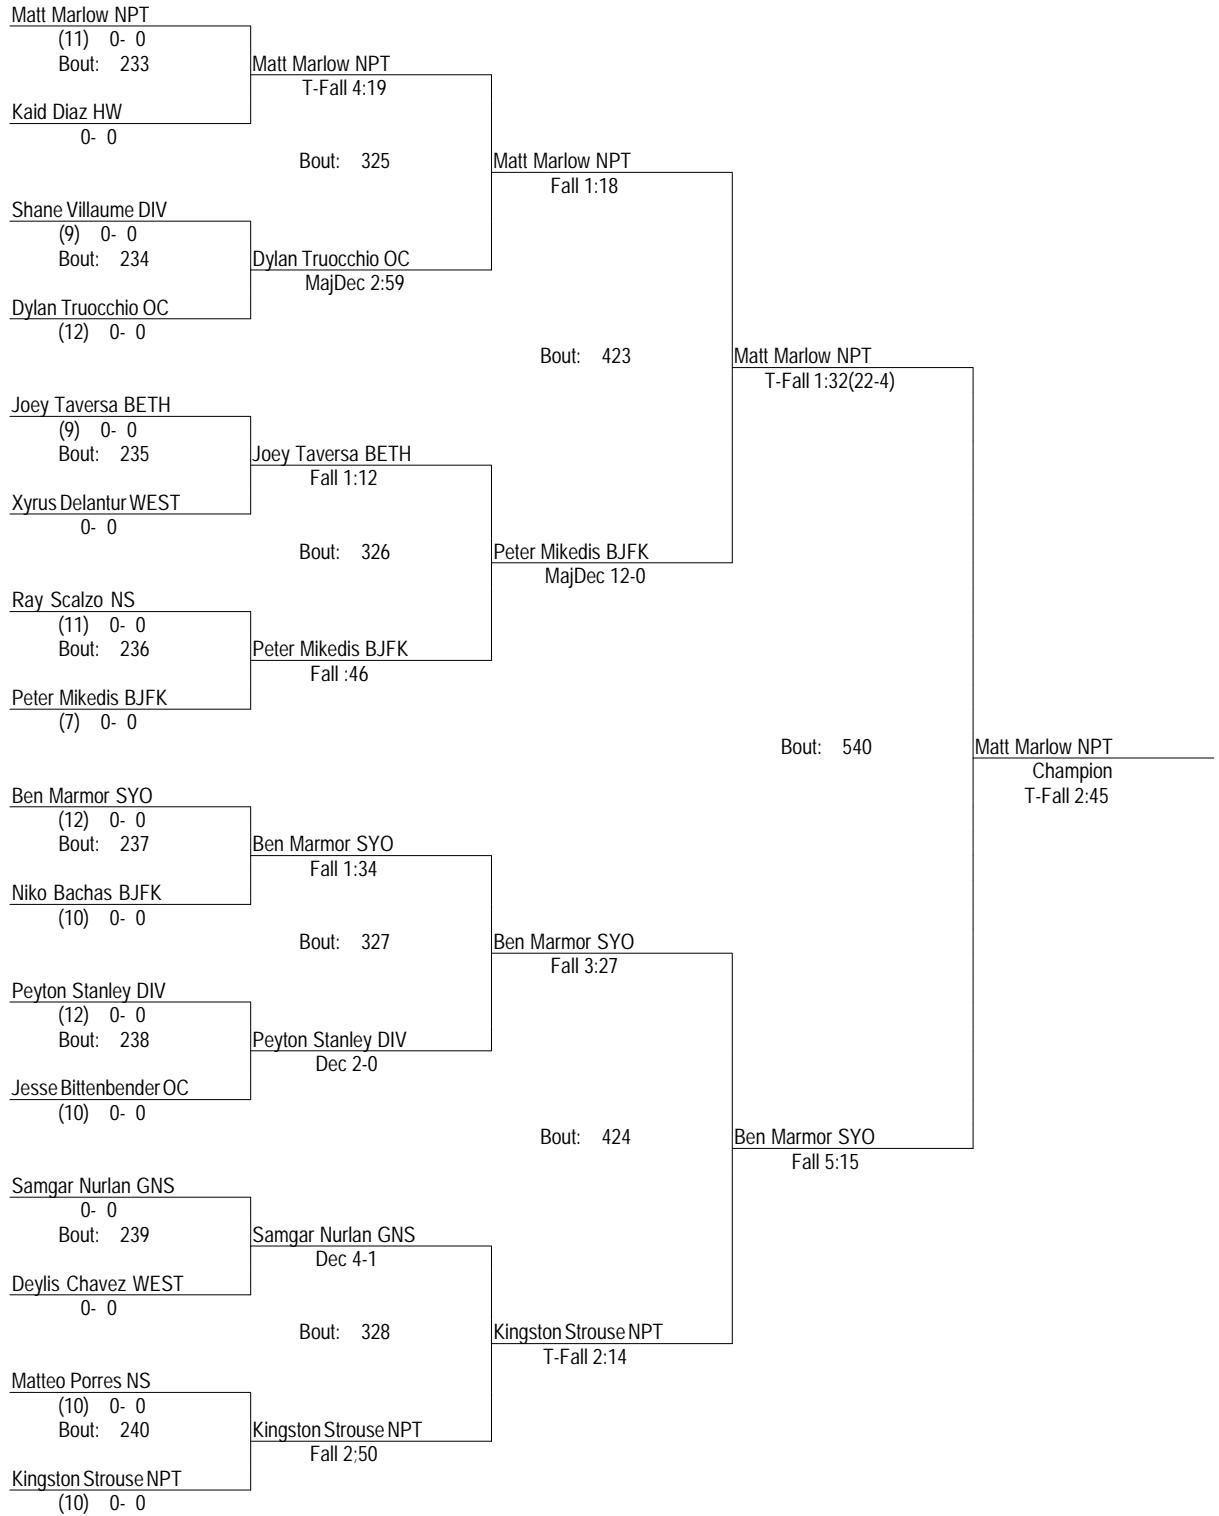 Matt Marlow NPT
(11) 0- 0
Bout: 233
Matt Marlow NPT
T-Fall 4:19
Kaid Diaz HW
0- 0
Bout: 325
Matt Marlow NPT
Fall 1:18
Shane Villaume DIV
(9) 0- 0
Bout: 234
Dylan Truocchio OC
MajDec 2:59
Dylan Truocchio OC
(12) 0- 0
Bout: 423
Matt Marlow NPT
T-Fall 1:32(22-4)
Joey Taversa BETH
(9) 0- 0
Bout: 235
Joey Taversa BETH
Fall 1:12
Xyrus Delantur WEST
0- 0
Bout: 326
Peter Mikedis BJFK
MajDec 12-0
Ray Scalzo NS
(11) 0- 0
Bout: 236
Peter Mikedis BJFK
Fall :46
Peter Mikedis BJFK
(7) 0- 0
Bout: 540
Matt Marlow NPT
Champion
T-Fall 2:45
Ben Marmor SYO
(12) 0- 0
Bout: 237
Ben Marmor SYO
Fall 1:34
Niko Bachas BJFK
(10) 0- 0
Bout: 327
Ben Marmor SYO
Fall 3:27
Peyton Stanley DIV
(12) 0- 0
Bout: 238
Peyton Stanley DIV
Dec 2-0
Jesse Bittenbender OC
(10) 0- 0
Bout: 424
Ben Marmor SYO
Fall 5:15
Samgar Nurlan GNS
0- 0
Bout: 239
Samgar Nurlan GNS
Dec 4-1
Deylis Chavez WEST
0- 0
Bout: 328
Kingston Strouse NPT
T-Fall 2:14
Matteo Porres NS
(10) 0- 0
Bout: 240
Kingston Strouse NPT
Fall 2;50
Kingston Strouse NPT
(10) 0- 0